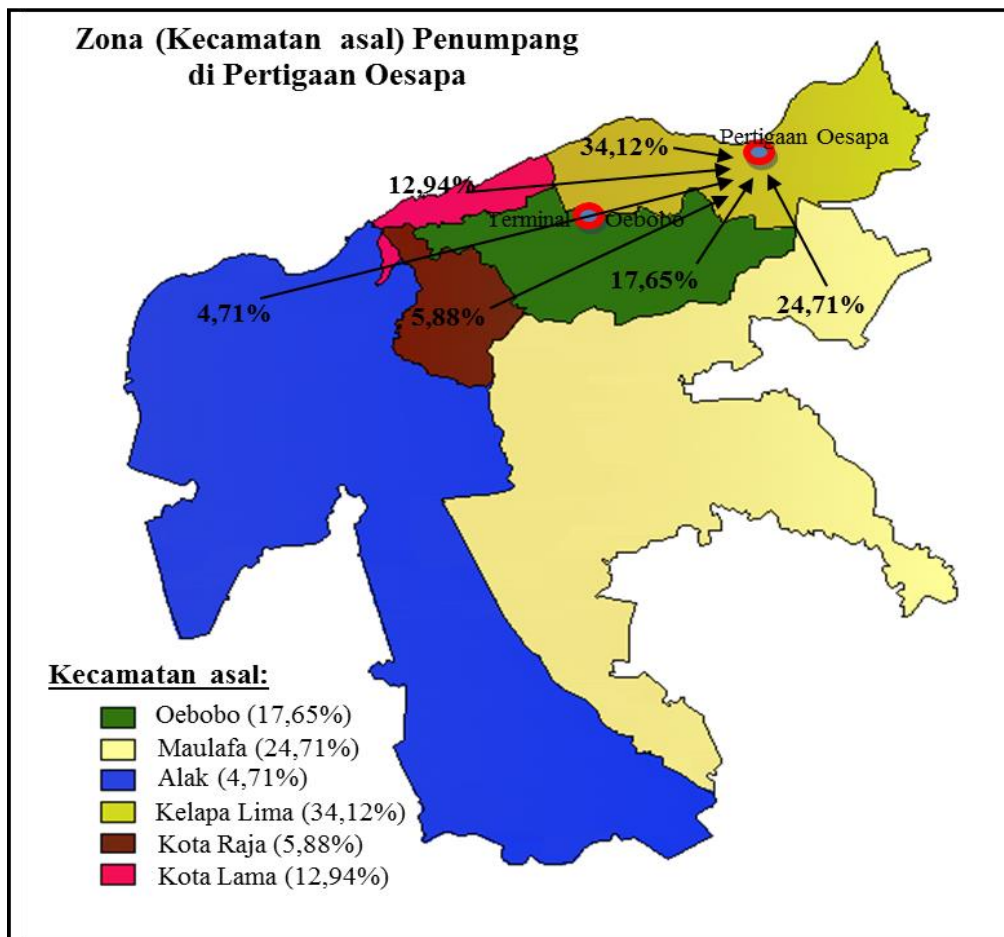 Zona (Kecamatan asal) Penumpang
di Pertigaan Oesapa
Pertigaan Oesapa
34,12%
12,94%
Terminal Oebobo
4,71%
5,88%
17,65%
24,71%
Kecamatan asal:
Oebobo (17,65%)
Maulafa (24,71%)
Alak (4,71%)
Kelapa Lima (34,12%)
Kota Raja (5,88%)
Kota Lama (12,94%)